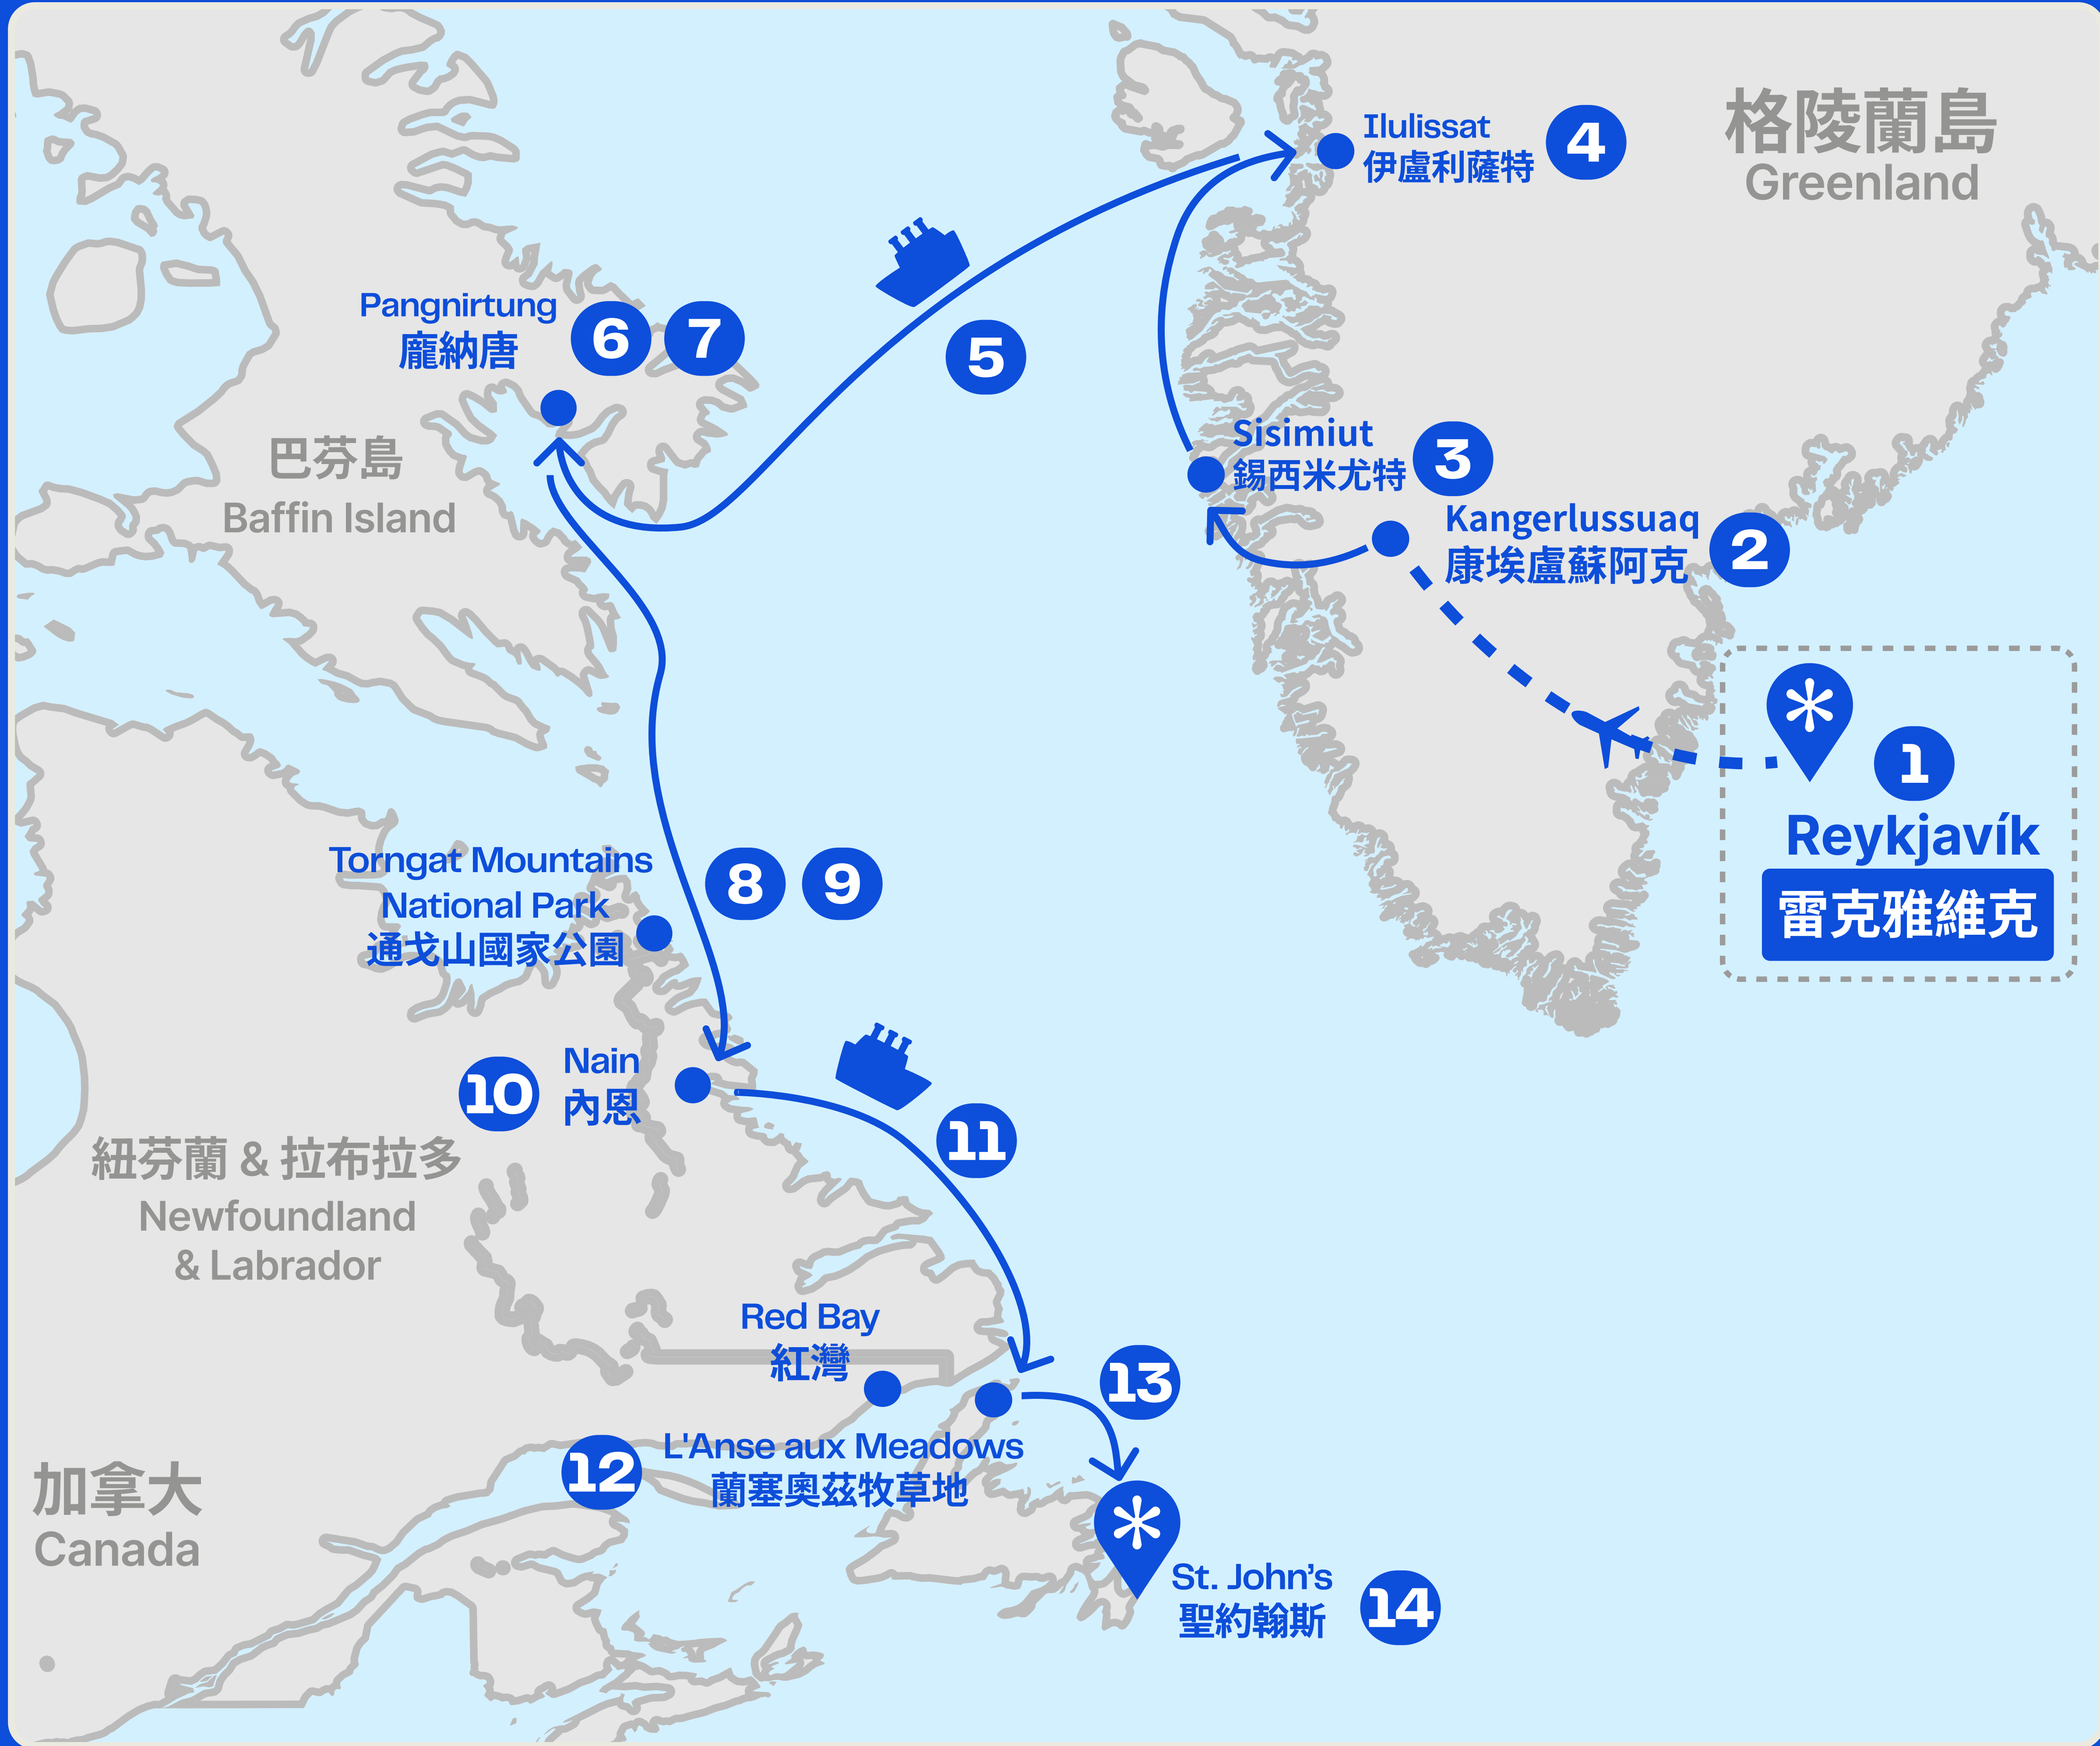 格陵蘭島
Greenland
Ilulissat
伊盧利薩特
4
Pangnirtung
龐納唐
6
7
5
Sisimiut
錫西米尤特
3
巴芬島
Baffin Island
Kangerlussuaq
康埃盧蘇阿克
2
1
Reykjavík
雷克雅維克
Torngat Mountains
National Park
通戈山國家公園
8
9
Nain
內恩
10
11
紐芬蘭 & 拉布拉多
Newfoundland
& Labrador
Red Bay
紅灣
13
12
L'Anse aux Meadows
蘭塞奧茲牧草地
加拿大
Canada
St. John’s
聖約翰斯
14